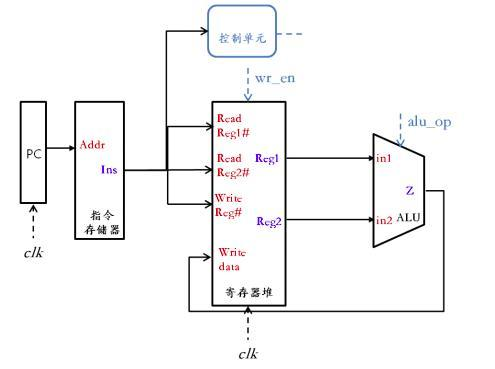 控制单元
wr_en
alu_op
PC
Addr
Ins
指令
存储器
clk
Read
Reg1#
Read
Reg2#
Write
Reg#
Write
data
Reg1
Reg2
寄存器堆
clk
in1
Z
in2 ALU